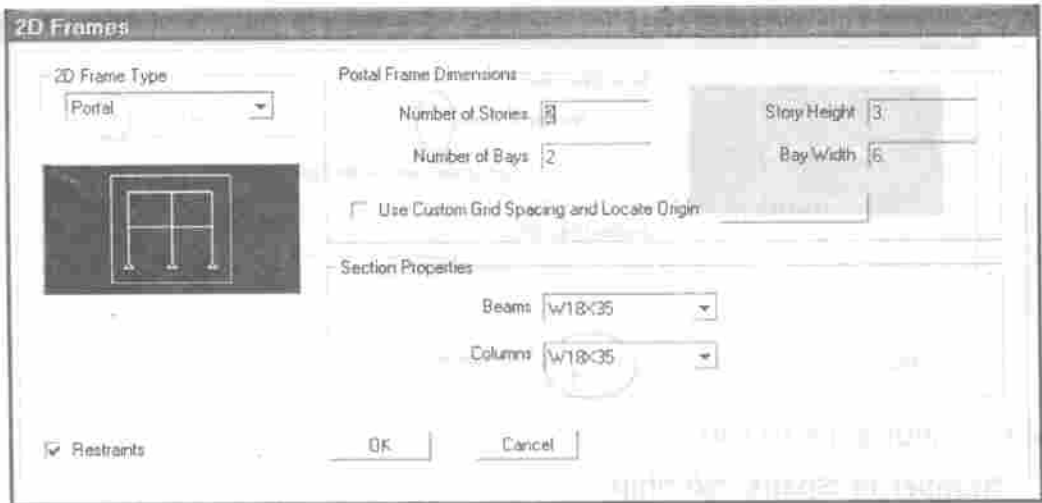 2D Frames
2D Frame Type
Portal
Portal Frame Dimensions
Number of Stories
Story Height 3.
Number of Bays 2
Bay Width 6.
Use Custom Grid Spacing and Locate Origin
Section Properties
Beams W18X35
Columns W18X35
Restraints
OK
Cancel